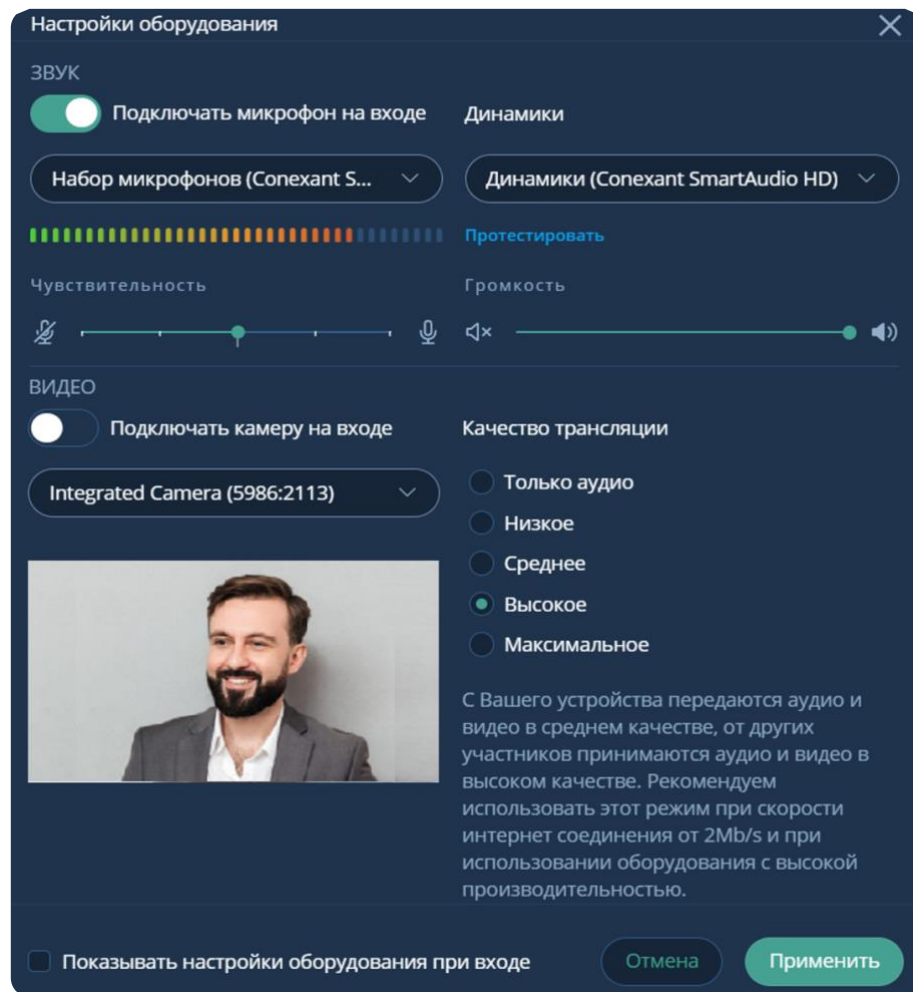 Настройки оборудования
ЗВУК
Подключать микрофон на входе
Динамики
Набор микрофонов (Conexant S...
Динамики (Conexant SmartAudio HD)
Протестировать
Чувствительность
Громкость
ВИДЕО
Подключать камеру на входе
Качество трансляции
Integrated Camera (5986:2113)
Только аудио
Низкое
Среднее
Высокое
Максимальное
С Вашего устройства передаются аудио и
видео в среднем качестве, от других
участников принимаются аудио и видео в
высоком качестве. Рекомендуем
использовать этот режим при скорости
интернет соединения от 2Mb/s и при
использовании оборудования с высокой
производительностью.
Показывать настройки оборудования при входе
Отмена
Применить